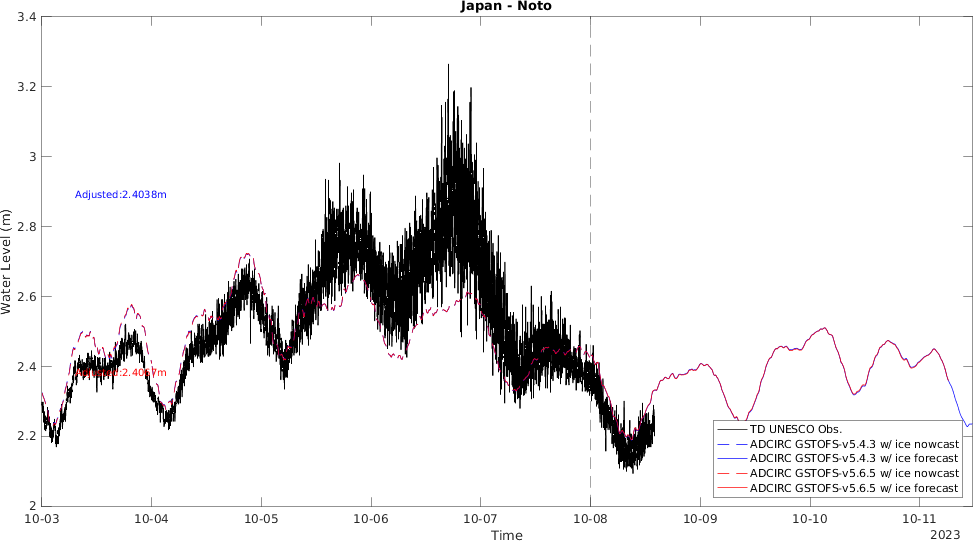 Japan - Noto
3.4
3.2
3
2.8
2.6
2.4
2.2
2
Water Level (m)
Adjusted:2.4038m
TD UNESCO Obs.
ADCIRC GSTOFS-v5.4.3 w/ ice nowcast
ADCIRC GSTOFS-v5.4.3 w/ ice forecast
ADCIRC GSTOFS-v5.6.5 w/ ice nowcast
ADCIRC GSTOFS-v5.6.5 w/ ice forecast
10-03
10-04
10-05
10-06
10-07
10-08
10-09
10-10
10-11
Time
2023